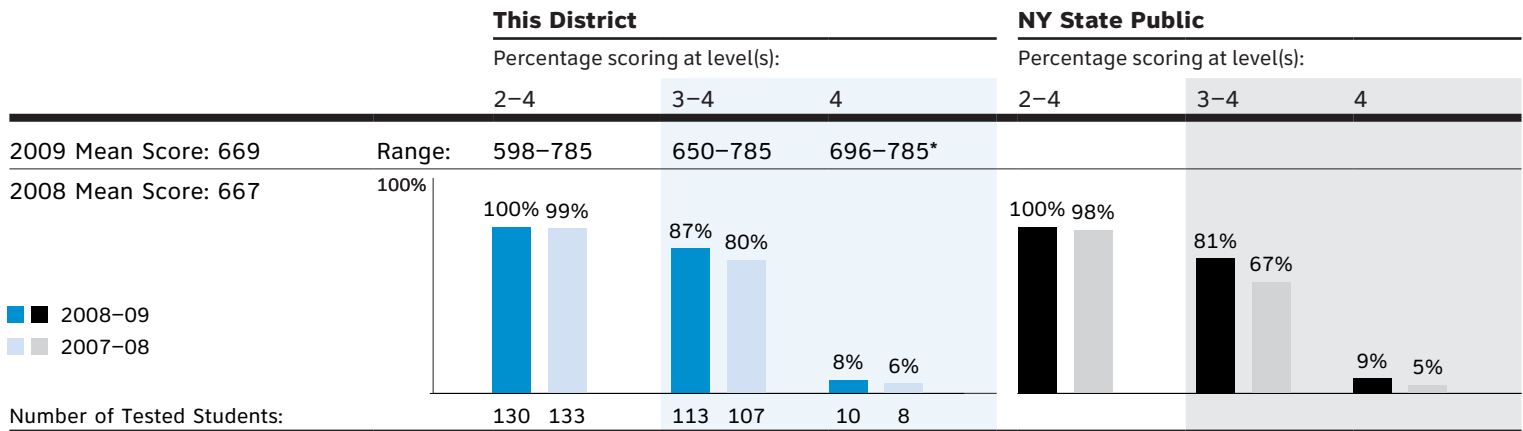 This District NY State Public
Percentage scoring at level(s): Percentage scoring at level(s):
2–4 3–4 4 2–4 3–4 4
2009 Mean Score: 669 Range: 598–785 650–785 696–785*
2008 Mean Score: 667 100%
100% 99% 87% 80% 8% 6% 100% 98% 81% 67% 9% 5%
2008–09
2007–08
Number of Tested Students: 130 133 113 107 10 8